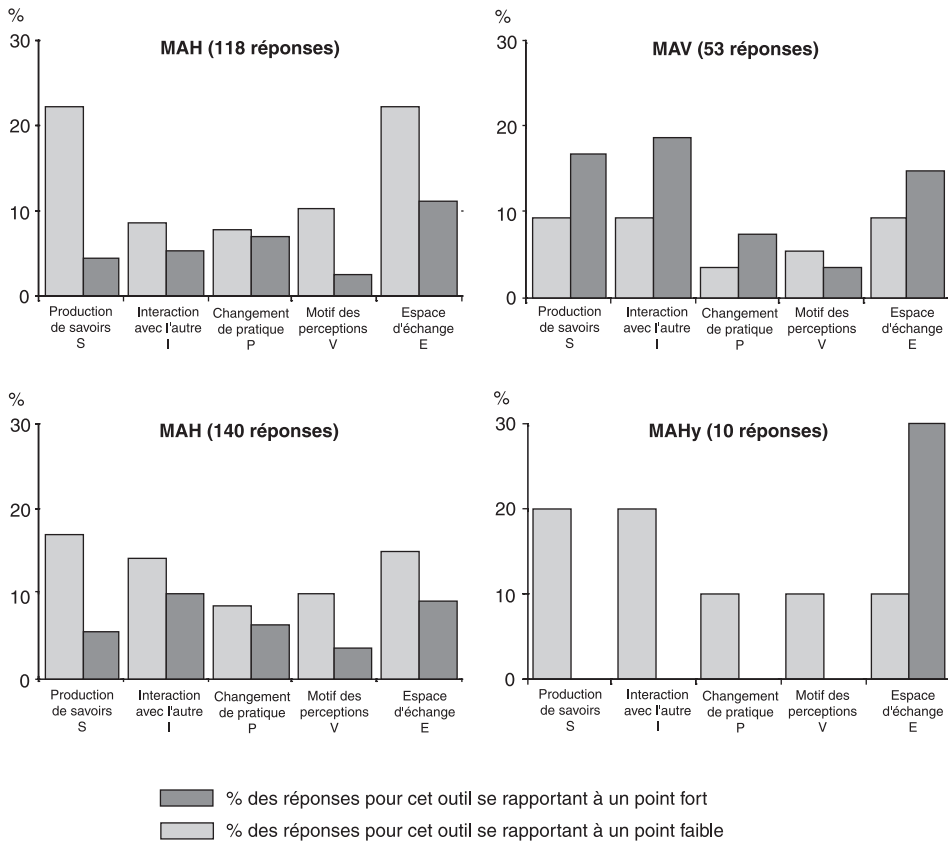 %
30
20
10
0
MAH (118 réponses)
Production de savoirs S
Interaction avec l'autre I
Changement de pratique P
Motif des perceptions V
Espace d'échange E
%
30
20
10
0
MAV (53 réponses)
Production de savoirs S
Interaction avec l'autre I
Changement de pratique P
Motif des perceptions V
Espace d'échange E
%
30
20
10
0
MAH (140 réponses)
Production de savoirs S
Interaction avec l'autre I
Changement de pratique P
Motif des perceptions V
Espace d'échange E
%
30
20
10
0
MAHy (10 réponses)
Production de savoirs S
Interaction avec l'autre I
Changement de pratique P
Motif des perceptions V
Espace d'échange E
% des réponses pour cet outil se rapportant à un point fort
% des réponses pour cet outil se rapportant à un point faible